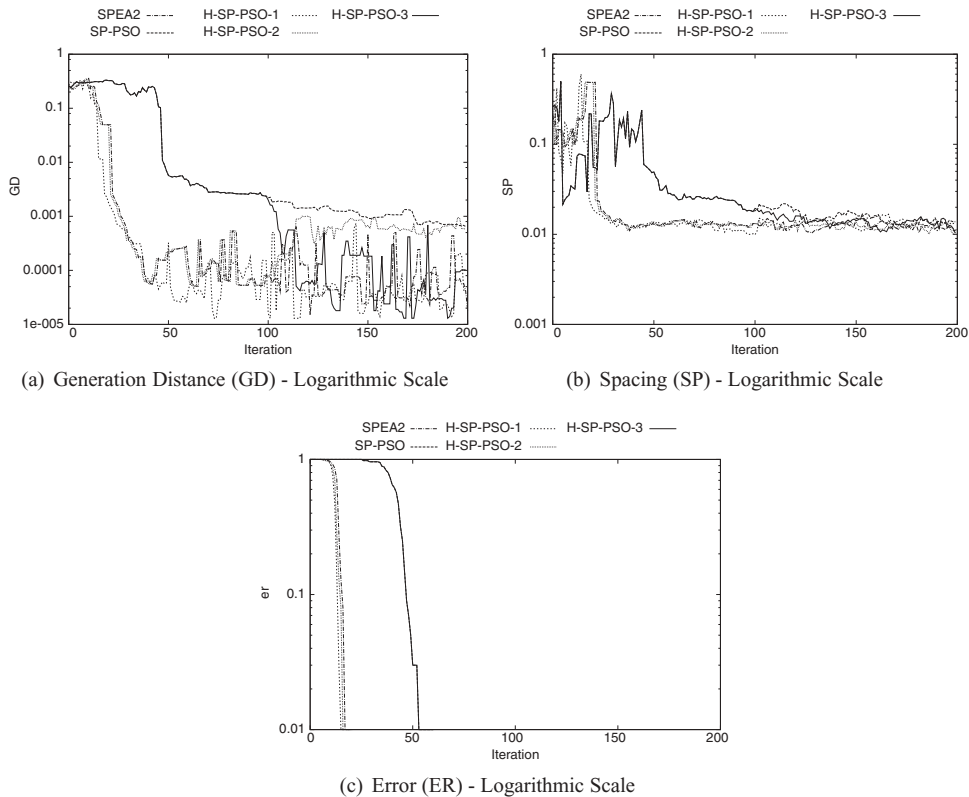 SPEA2 H-SP-PSO-1 H-SP-PSO-3
SP-PSO H-SP-PSO-2
1
0.1
0.01
0.001
0.0001
1e-005
GD
0 50 100 150 200
Iteration
(a) Generation Distance (GD) - Logarithmic Scale
SPEA2 H-SP-PSO-1 H-SP-PSO-3
SP-PSO H-SP-PSO-2
1
0.1
0.01
0.001
SP
0 50 100 150 200
Iteration
(b) Spacing (SP) - Logarithmic Scale
SPEA2 H-SP-PSO-1 H-SP-PSO-3
SP-PSO H-SP-PSO-2
1
0.1
0.01
er
0 50 100 150 200
Iteration
(c) Error (ER) - Logarithmic Scale